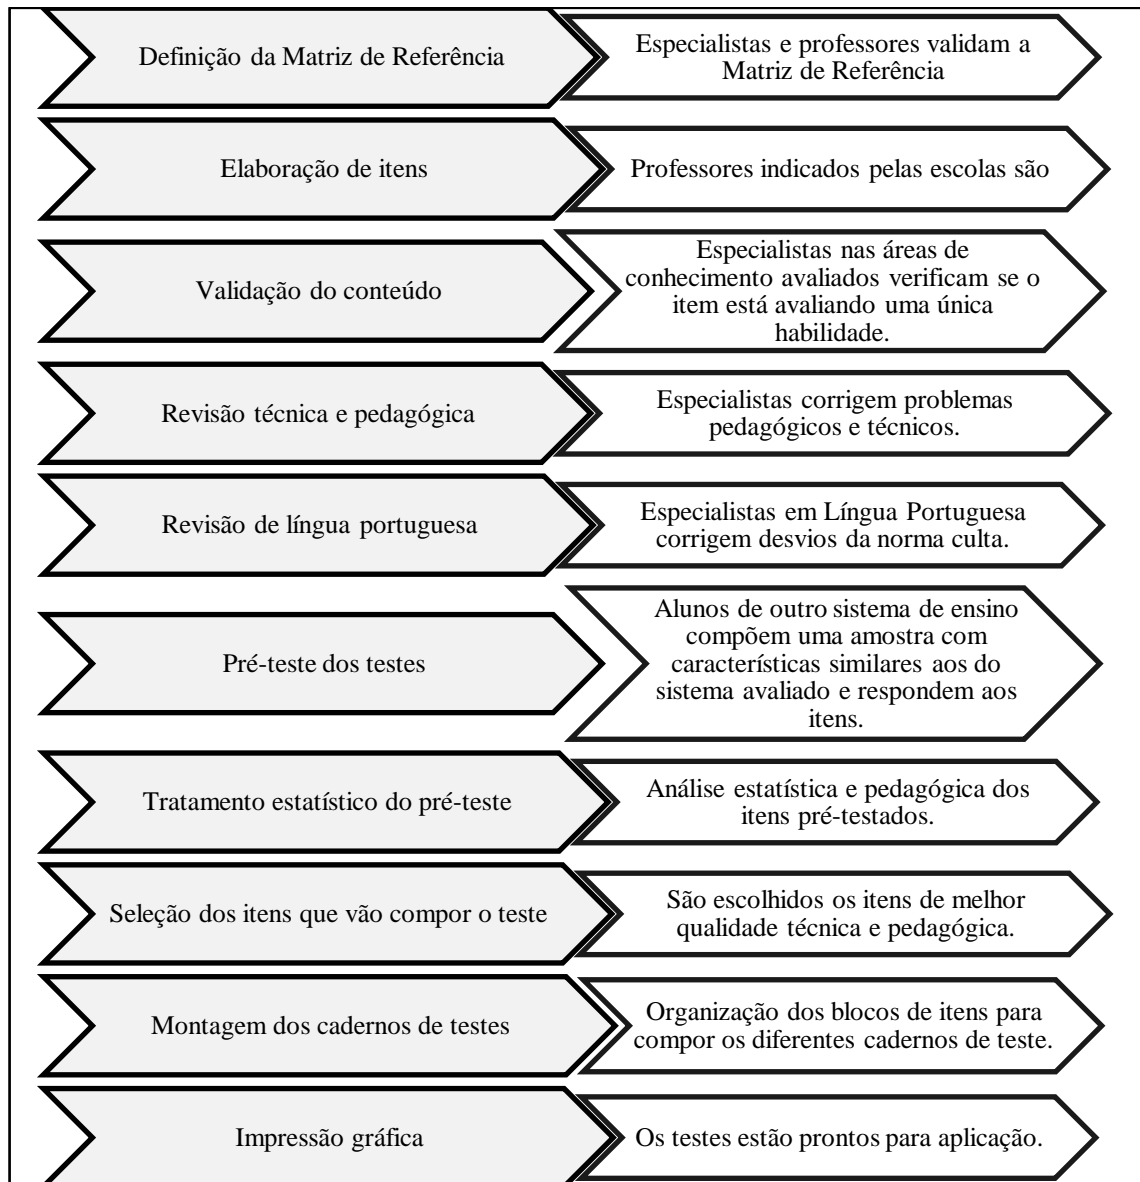 Definição da Matriz de Referência
Especialistas e professores validam a
Matriz de Referência
Elaboração de itens
Professores indicados pelas escolas são
Validação do conteúdo
Especialistas nas áreas de
conhecimento avaliados verificam se o
item está avaliando uma única
habilidade.
Revisão técnica e pedagógica
Especialistas corrigem problemas
pedagógicos e técnicos.
Revisão de língua portuguesa
Especialistas em Língua Portuguesa
corrigem desvios da norma culta.
Pré-teste dos testes
Alunos de outro sistema de ensino
compõem uma amostra com
características similares aos do
sistema avaliado e respondem aos
itens.
Tratamento estatístico do pré-teste
Análise estatística e pedagógica dos
itens pré-testados.
Seleção dos itens que vão compor o teste
São escolhidos os itens de melhor
qualidade técnica e pedagógica.
Montagem dos cadernos de testes
Organização dos blocos de itens para
compor os diferentes cadernos de teste.
Impressão gráfica
Os testes estão prontos para aplicação.